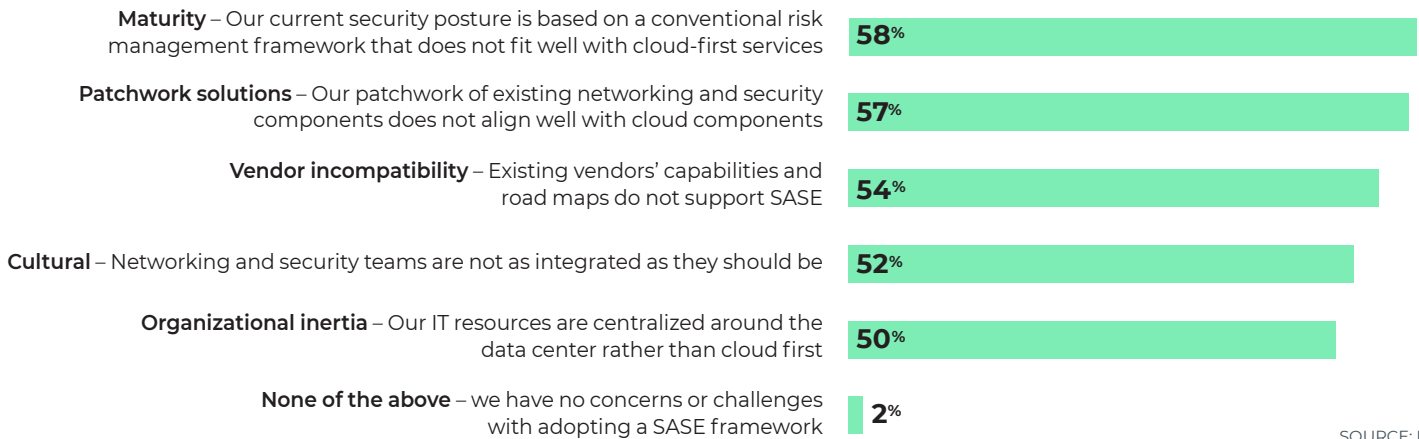 Maturity – Our current security posture is based on a conventional risk
management framework that does not fit well with cloud-first services
58%
Patchwork solutions – Our patchwork of existing networking and security
components does not align well with cloud components
57%
Vendor incompatibility – Existing vendors’ capabilities and
road maps do not support SASE
54%
Cultural – Networking and security teams are not as integrated as they should be
52%
Organizational inertia – Our IT resources are centralized around the
data center rather than cloud first
50%
None of the above – we have no concerns or challenges
with adopting a SASE framework
2%
SOURCE: